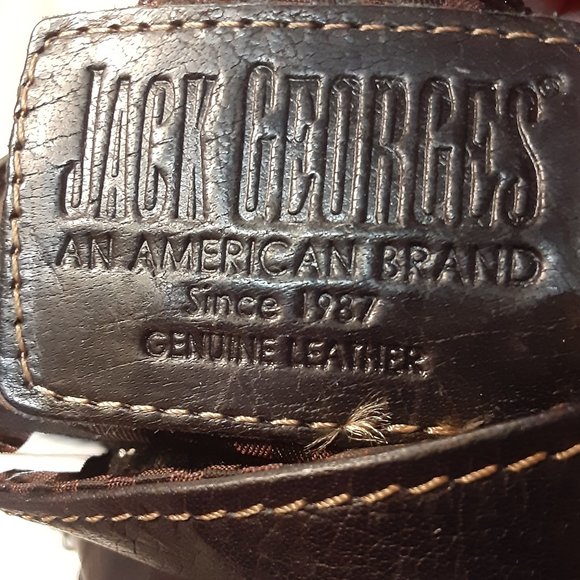 JACK GEORGES®
AN AMERICAN BRAND
Since 1987
GENUINE LEATHER